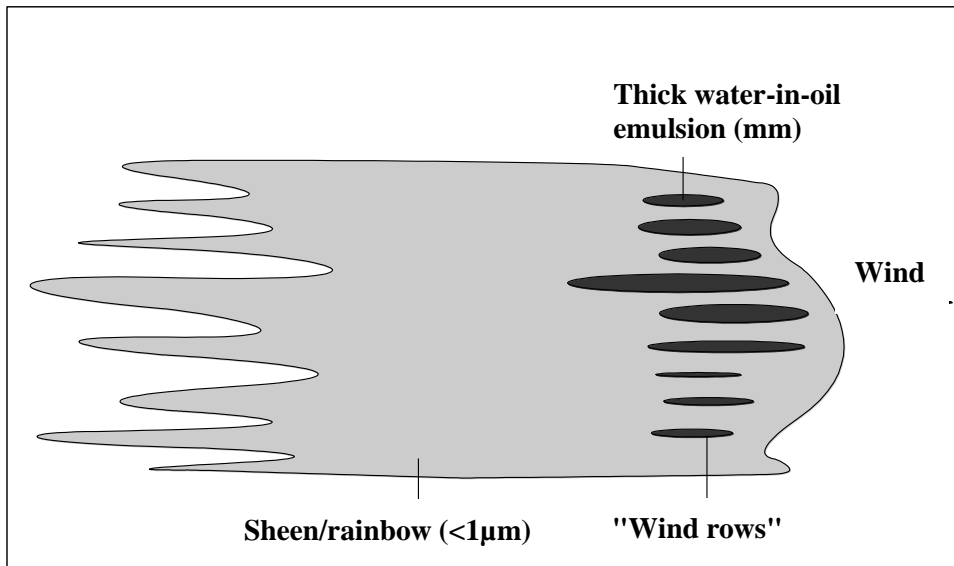 Thick water-in-oil
emulsion (mm)
Wind
Sheen/rainbow (<1µm)
"Wind rows"